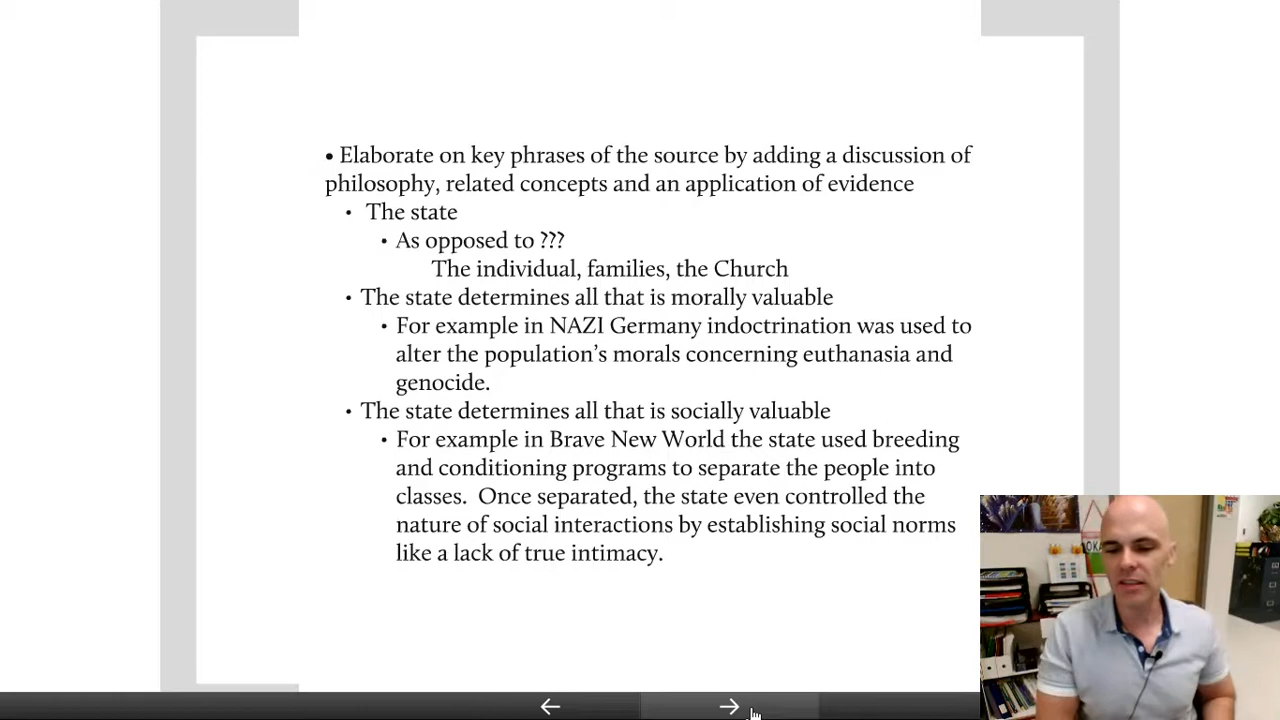 • Elaborate on key phrases of the source by adding a discussion of
philosophy, related concepts and an application of evidence
• The state
• As opposed to ???
The individual, families, the Church
• The state determines all that is morally valuable
• For example in NAZI Germany indoctrination was used to
alter the population's morals concerning euthanasia and
genocide.
• The state determines all that is socially valuable
• For example in Brave New World the state used breeding
and conditioning programs to separate the people into
classes.  Once separated, the state even controlled the
nature of social interactions by establishing social norms
like a lack of true intimacy.